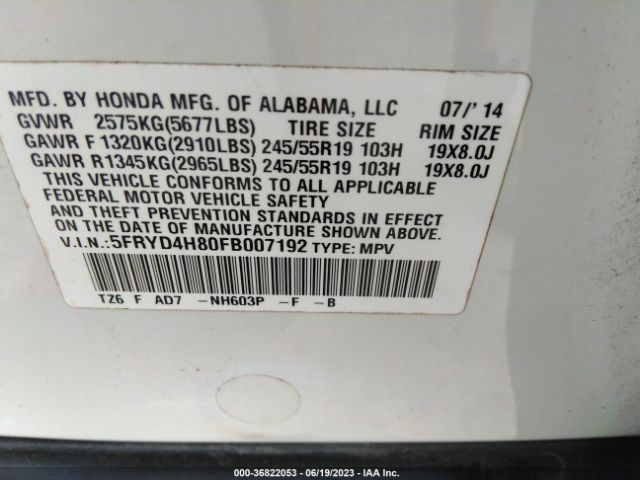 MFD. BY HONDA MFG. OF ALABAMA, LLC 07/' 14
GVWR 2575KG(5677LBS) TIRE SIZE RIM SIZE
GAWR F 1320KG(2910LBS) 245/55R19 103H 19X8.0J
GAWR R1345KG(2965LBS) 245/55R19 103H 19X8.0J
THIS VEHICLE CONFORMS TO ALL APPLICABLE
FEDERAL MOTOR VEHICLE SAFETY
AND THEFT PREVENTION STANDARDS IN EFFECT
ON THE DATE OF MANUFACTURE SHOWN ABOVE.
V.I.N.:5FRYD4H80FB007192 TYPE: MPV
TZ6 F AD7 -NH603P -F -B
000-36822053 - 06/19/2023 - IAA Inc.